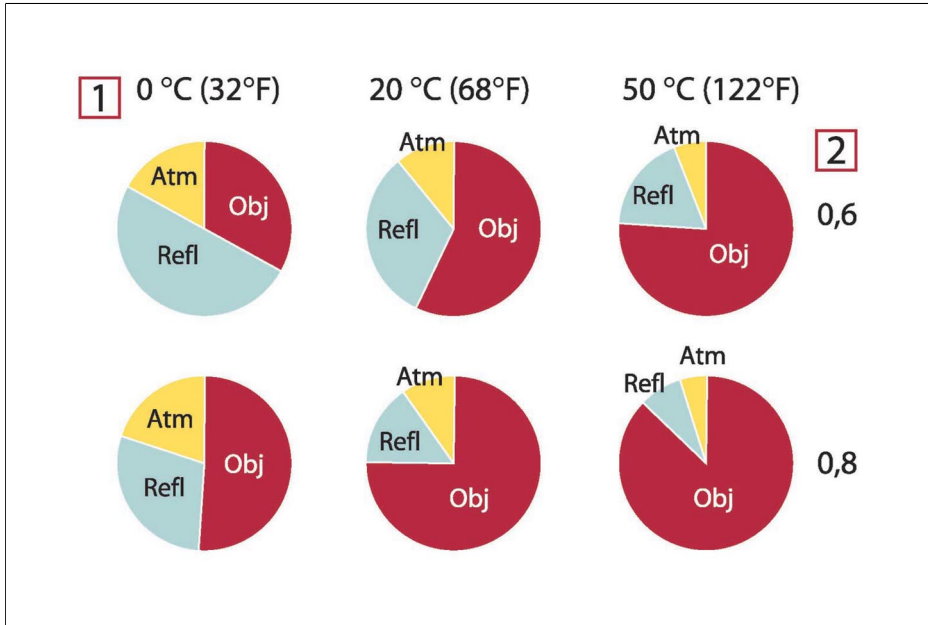 1 0 °C (32°F) 20 °C (68°F) 50 °C (122°F)
2
0,6
Atm
Obj
Refl
Atm
Refl
Obj
Atm
Refl
Obj
0,8
Atm
Obj
Refl
Atm
Refl
Obj
Atm
Refl
Obj